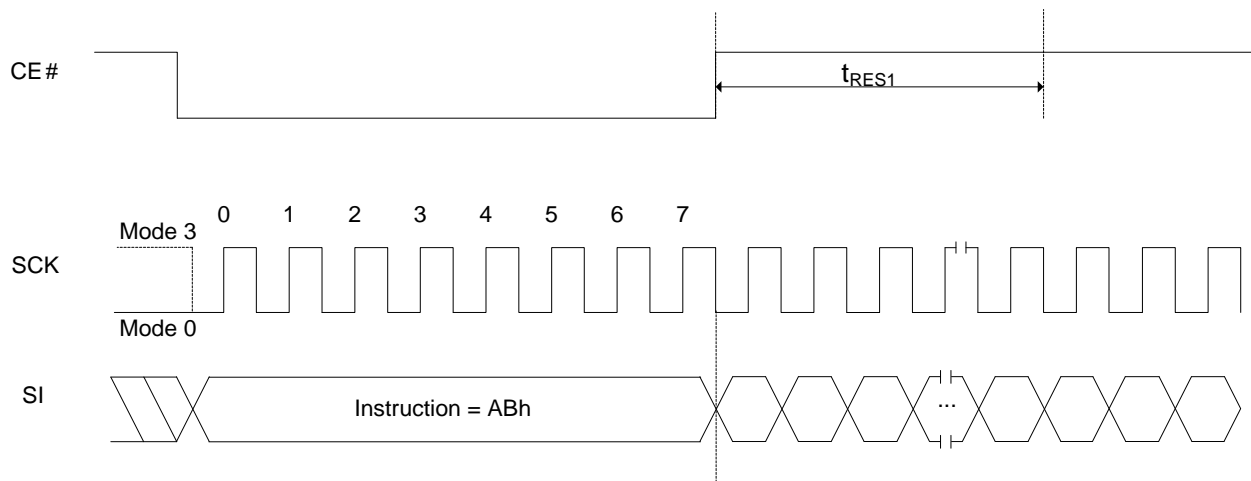 CE#
tRES1
0 1 2 3 4 5 6 7
Mode 3
SCK
Mode 0
SI
Instruction = ABh
...